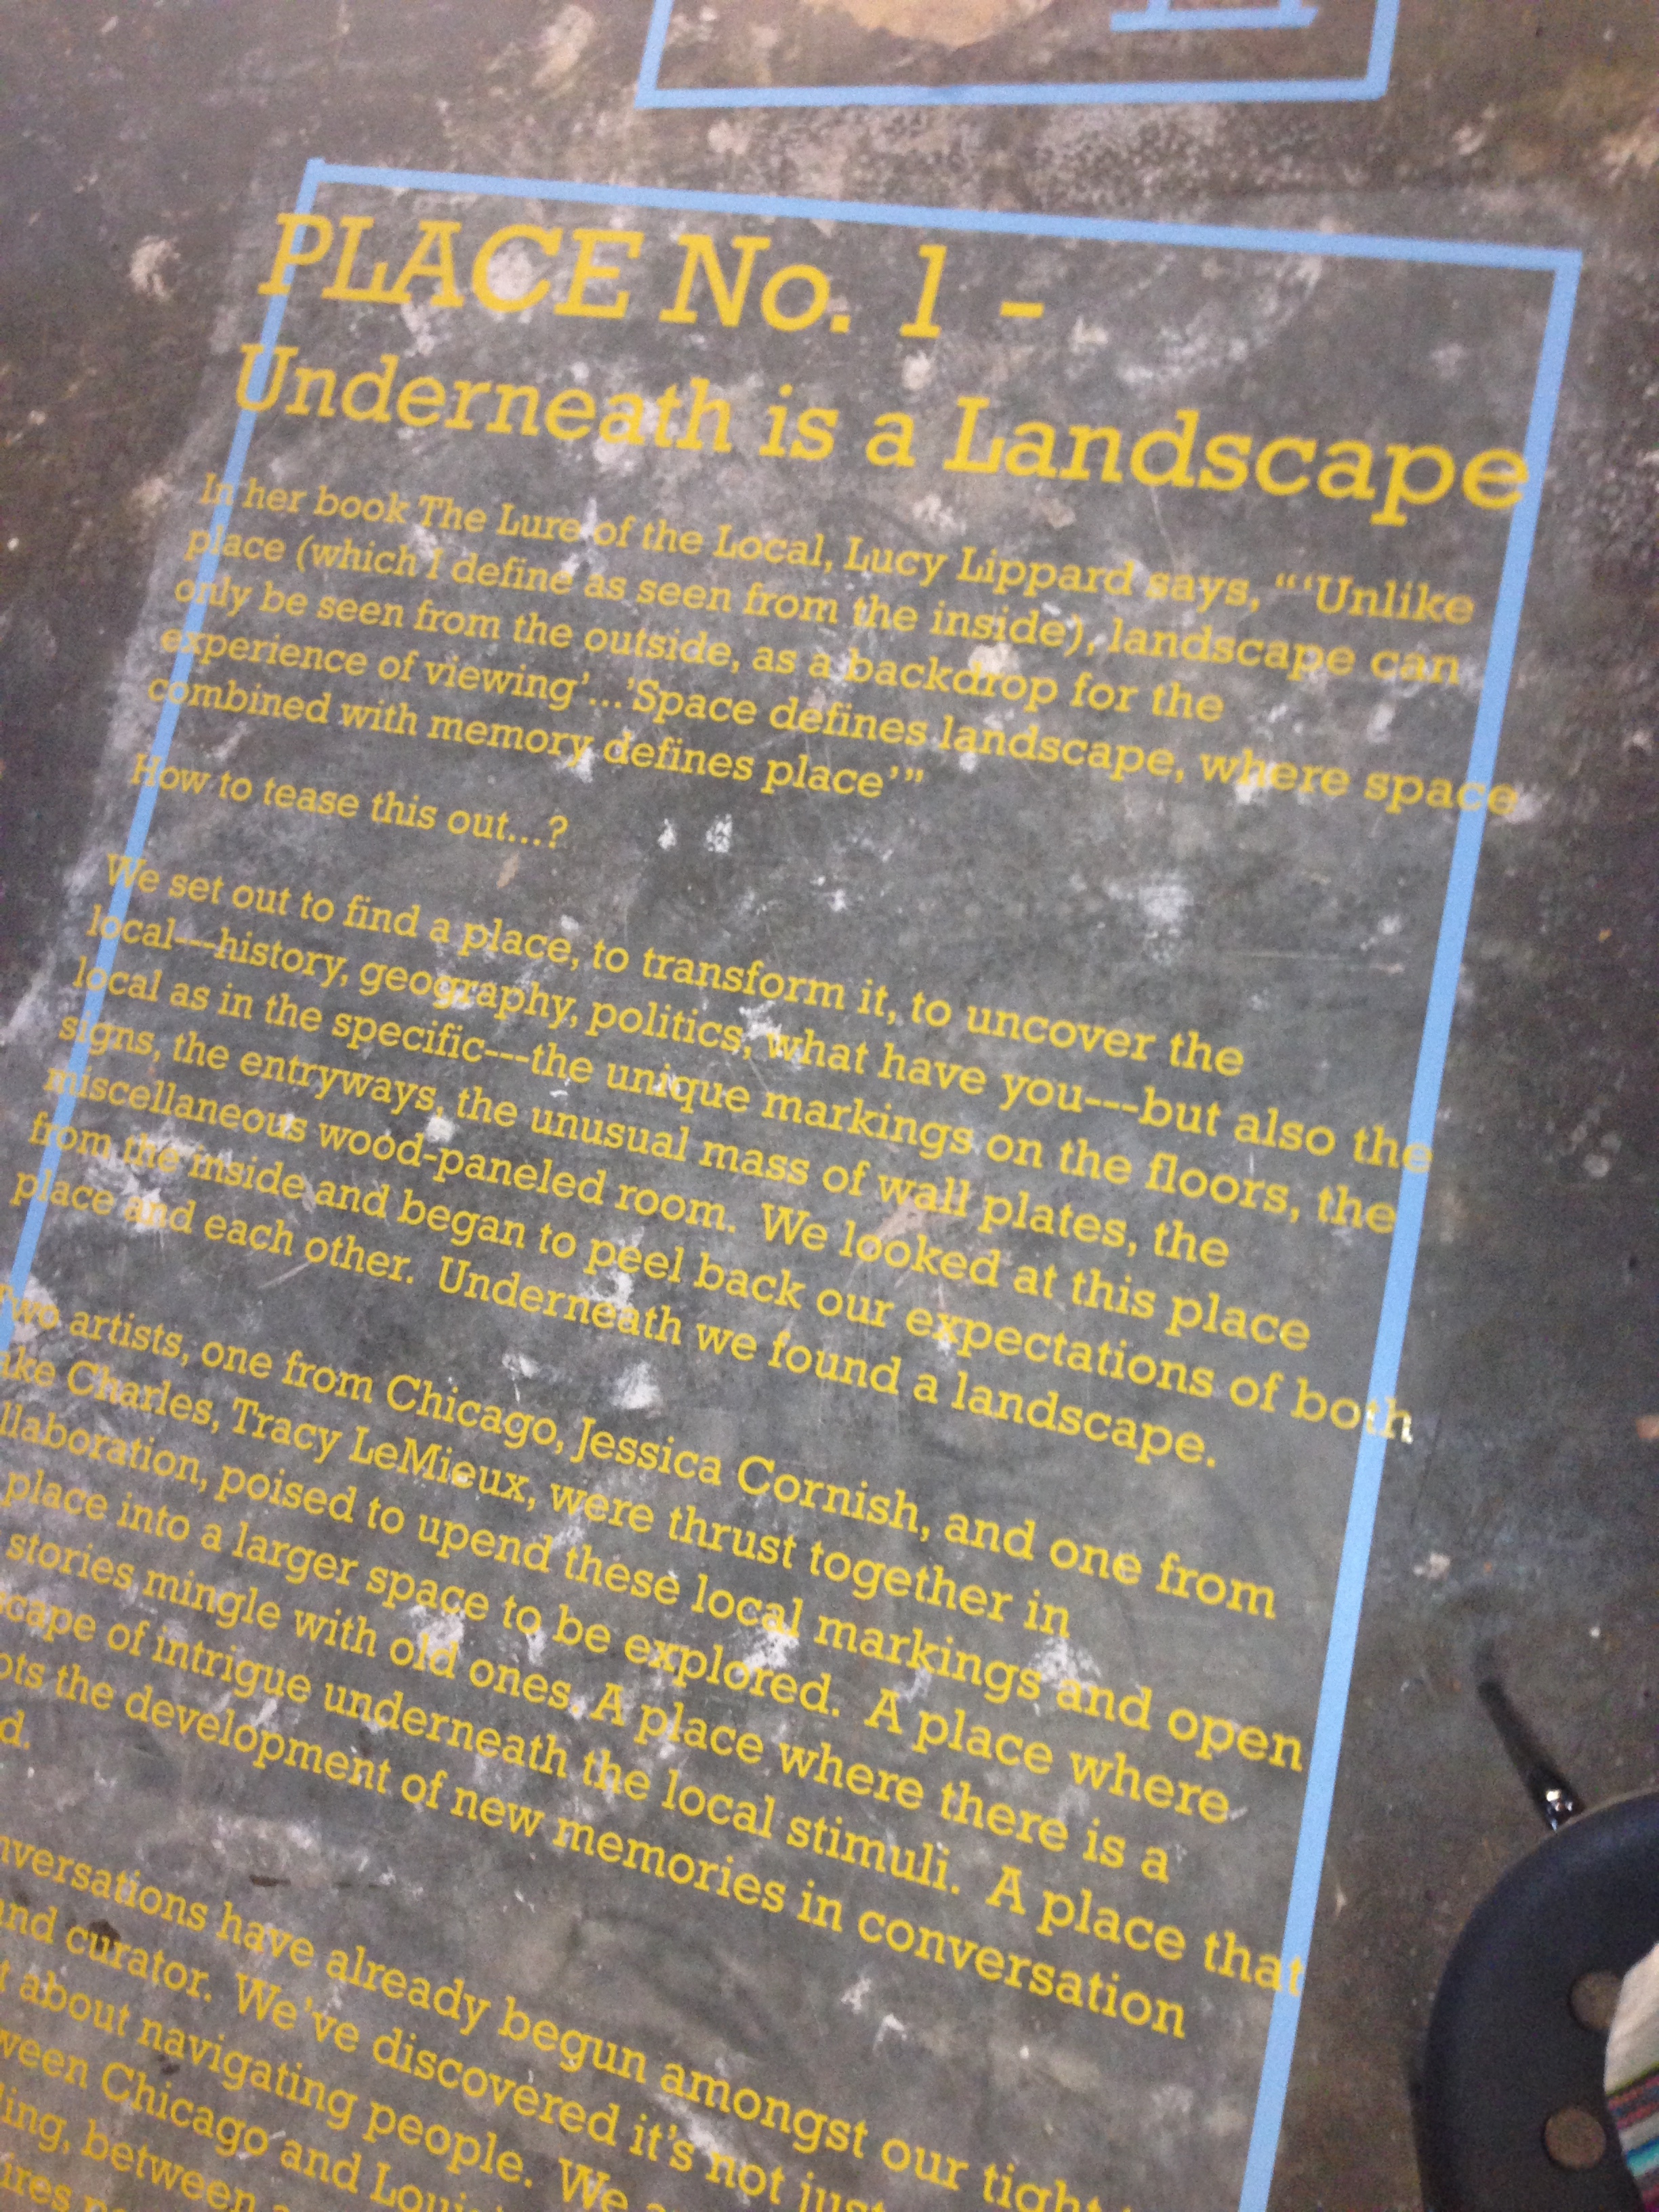 PLACE No. 1 -
Underneath is a Landscape
In her book The Lure of the Local, Lucy Lippard says, “‘Unlike
place (which I define as seen from the inside), landscape can
only be seen from the outside, as a backdrop for the
experience of viewing’...’Space defines landscape, where space
combined with memory defines place’”
How to tease this out...?
We set out to find a place, to transform it, to uncover the
local---history, geography, politics, what have you---but also the
local as in the specific---the unique markings on the floors, the
signs, the entryways, the unusual mass of wall plates, the
miscellaneous wood-paneled room. We looked at this place
from the inside and began to peel back our expectations of both
place and each other. Underneath we found a landscape.
Two artists, one from Chicago, Jessica Cornish, and one from
Charles, Tracy LeMieux, were thrust together in
poised to upend these local markings and open
place into a larger space to be explored. A place where
stories mingle with old ones. A place where there is a
of intrigue underneath the local stimuli. A place that
the development of new memories in conversation
have already begun amongst our tight
and curator. We've discovered it's not just
about navigating people. We
Chicago and
between